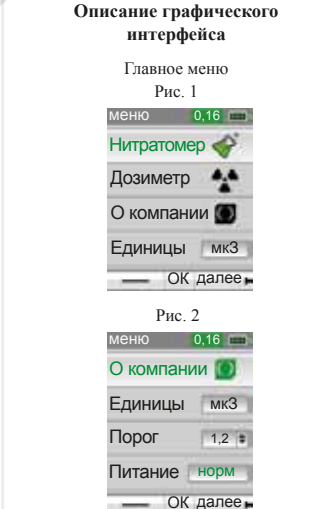 Описание графического
интерфейса
Главное меню
Рис. 1
меню 0,16
Нитратомер
Дозиметр
О компании
Единицы мкЗ
ОК далее
Рис. 2
меню 0,16
О компании
Единицы мкЗ
Порог 1,2
Питание норм
ОК далее